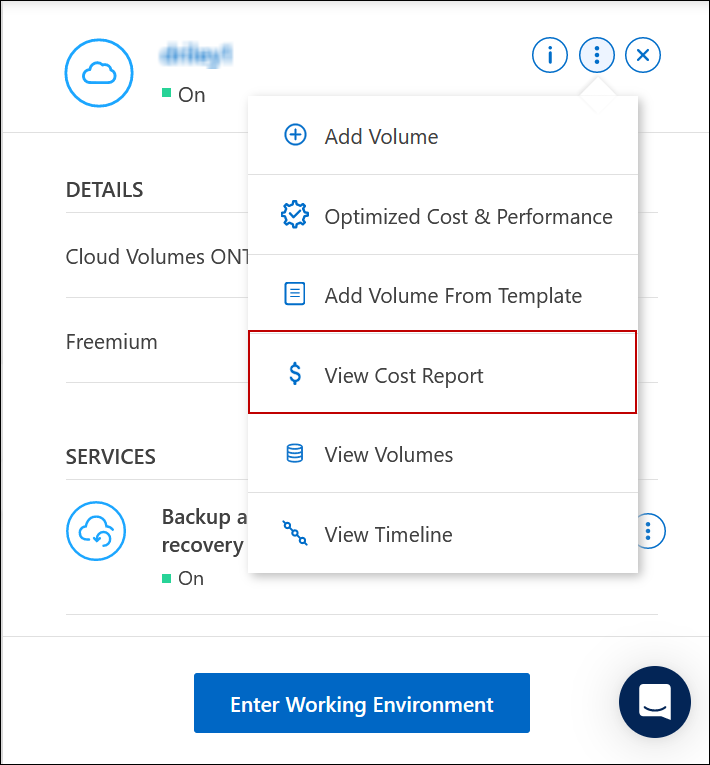 On
Add Volume
Optimized Cost & Performance
Add Volume From Template
View Cost Report
View Volumes
View Timeline
DETAILS
Cloud Volumes ONT
Freemium
SERVICES
Backup a
recovery
On
Enter Working Environment